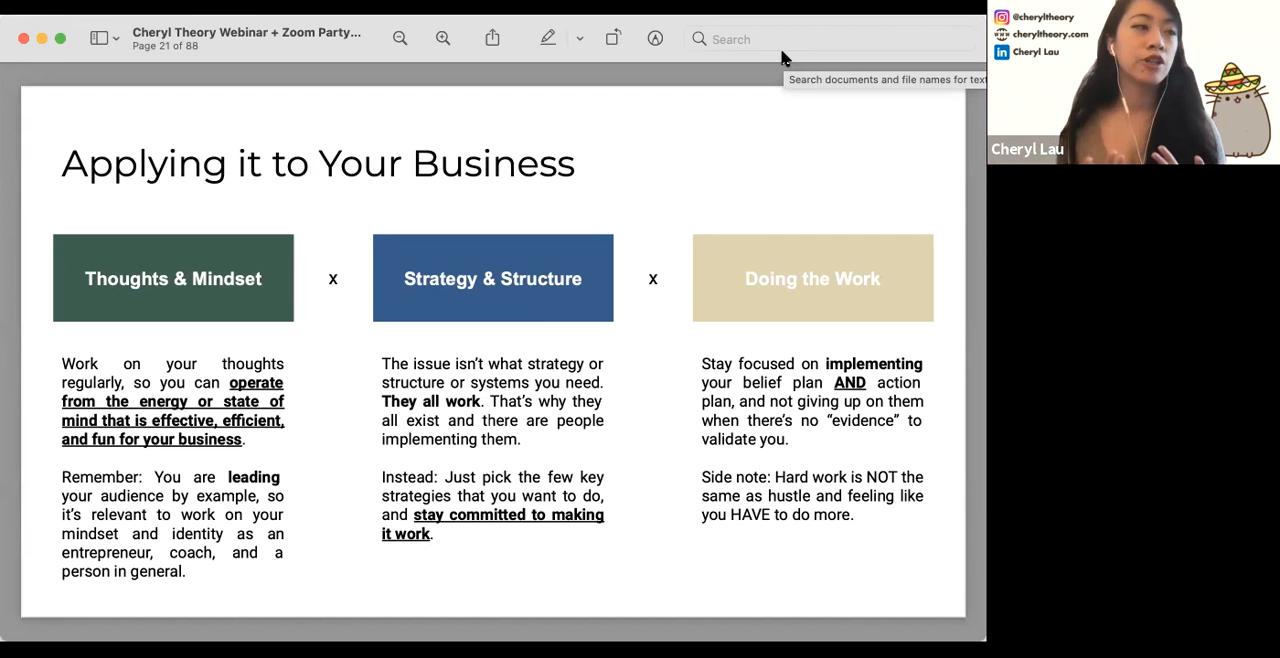 Cheryl Theory Webinar + Zoom Party...
Page 21 of 88
Search
Search documents and file names for text
@cheryltheory
cheryltheory.com
in Cheryl Lau
Cheryl Lau
Applying it to Your Business
Thoughts & Mindset x Strategy & Structure x Doing the Work
Work on your thoughts
regularly, so you can operate
from the energy or state of
mind that is effective, efficient,
and fun for your business.
Remember: You are leading
your audience by example, so
it's relevant to work on your
mindset and identity as an
entrepreneur, coach, and a
person in general.
The issue isn't what strategy or
structure or systems you need.
They all work. That's why they
all exist and there are people
implementing them.
Instead: Just pick the few key
strategies that you want to do,
and stay committed to making
it work.
Stay focused on implementing
your belief plan AND action
plan, and not giving up on them
when there's no “evidence” to
validate you.
Side note: Hard work is NOT the
same as hustle and feeling like
you HAVE to do more.